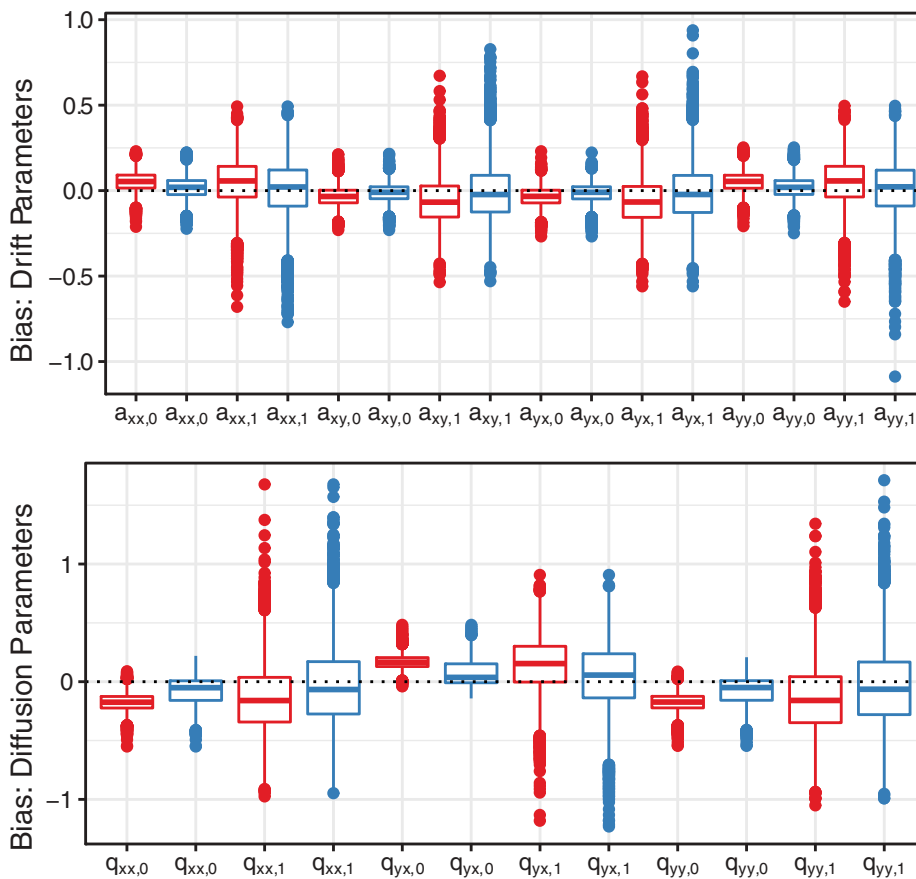 Bias: Drift Parameters
1.0
0.5
0.0
−0.5
−1.0
a_xx,0 a_xx,0 a_xx,1 a_xx,1 a_xy,0 a_xy,0 a_xy,1 a_xy,1 a_yx,0 a_yx,0 a_yx,1 a_yx,1 a_yy,0 a_yy,0 a_yy,1 a_yy,1
Bias: Diffusion Parameters
1
0
−1
q_xx,0 q_xx,0 q_xx,1 q_xx,1 q_yx,0 q_yx,0 q_yx,1 q_yx,1 q_yy,0 q_yy,0 q_yy,1 q_yy,1